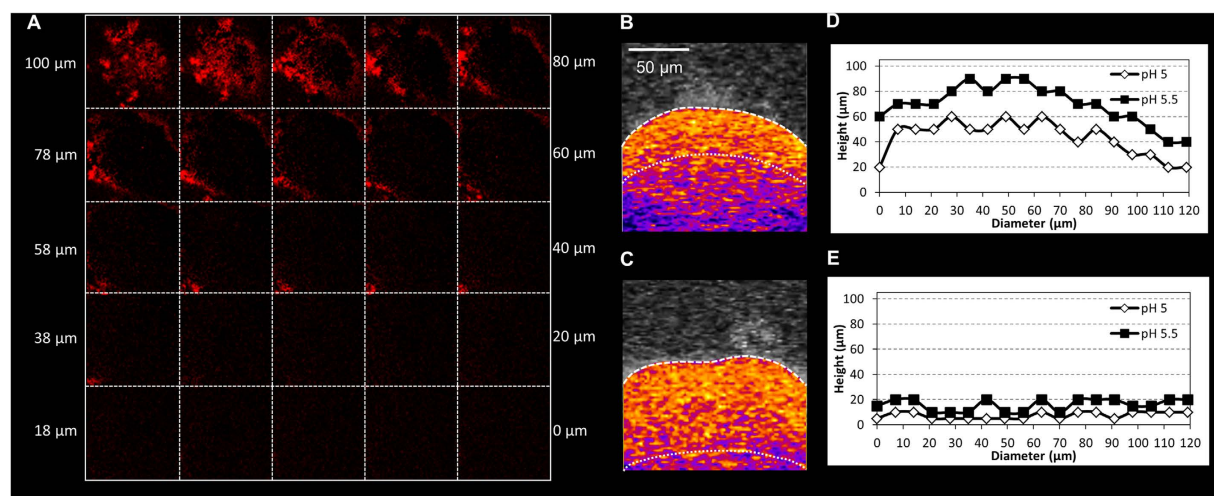 A
100 µm
80 µm
78 µm
60 µm
58 µm
40 µm
38 µm
20 µm
18 µm
0 µm
B
50 µm
C
D
Height (µm)
100
80
60
40
20
0
pH 5
pH 5.5
0 10 20 30 40 50 60 70 80 90 100 110 120
Diameter (µm)
E
Height (µm)
100
80
60
40
20
0
pH 5
pH 5.5
0 10 20 30 40 50 60 70 80 90 100 110 120
Diameter (µm)